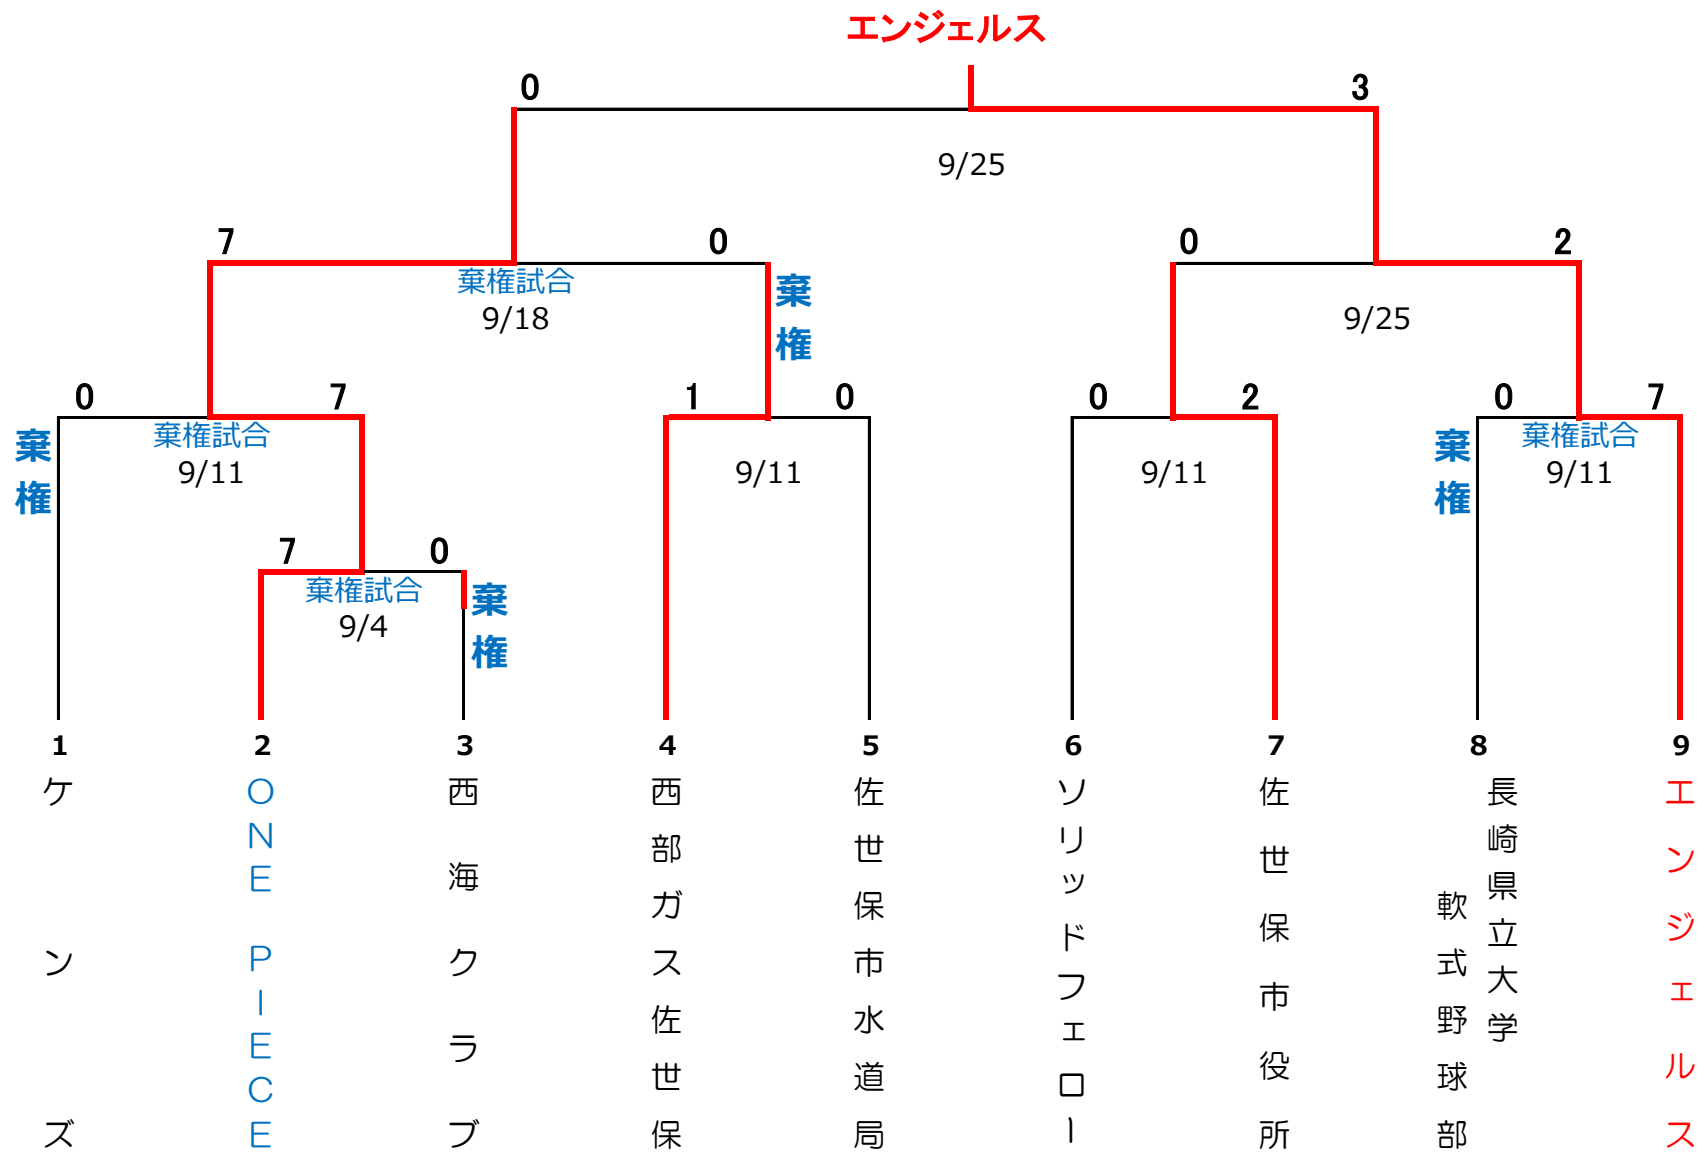 エンジェルス
0
3
9/25
7
0
0
2
棄権試合
9/18
棄権
9/25
0
7
1
0
0
2
0
7
棄権
棄権試合
9/11
9/11
9/11
棄権
棄権試合
9/11
7
0
棄権試合
9/4
棄権
1
2
3
4
5
6
7
8
9
ケンズ
ONE PIECE
西海クラブ
西部ガス佐世保
佐世保市水道局
ソリッドフェロー
佐世保市役所
長崎県立大学
軟式野球部
エンジェルス